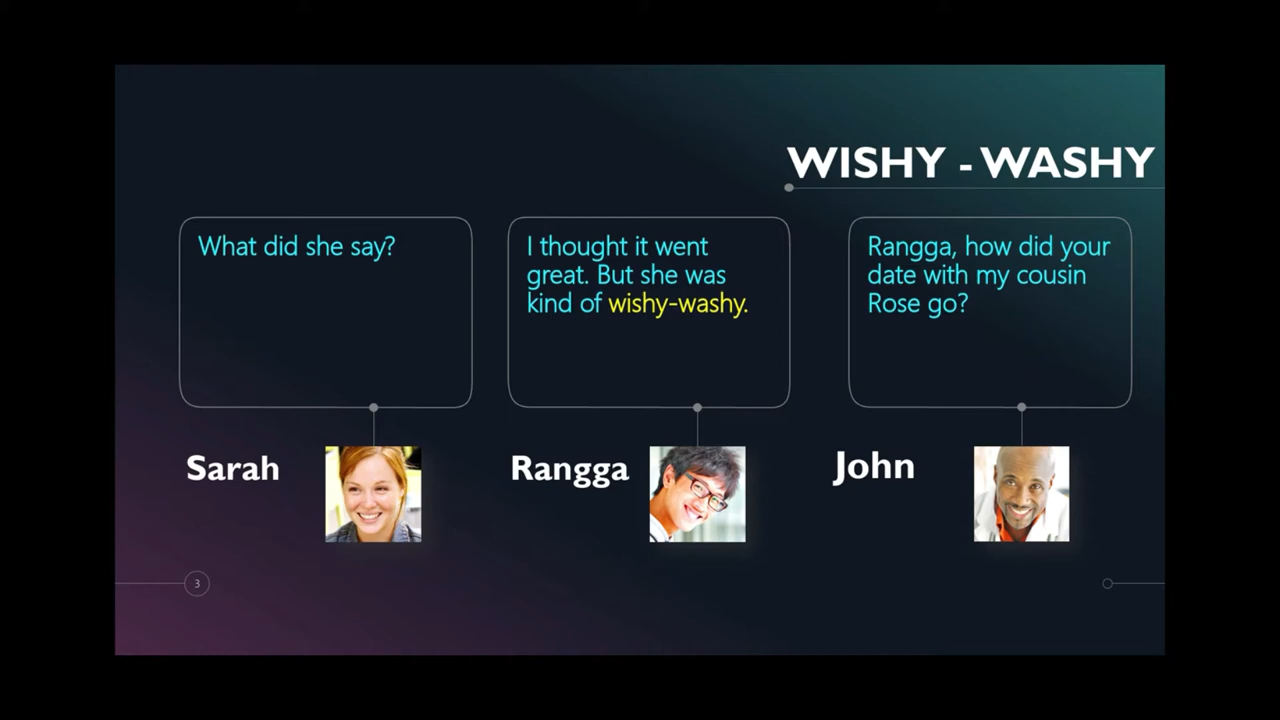 WISHY - WASHY
What did she say?
I thought it went
great. But she was
kind of wishy-washy.
Rangga, how did your
date with my cousin
Rose go?
Sarah
Rangga
John
3